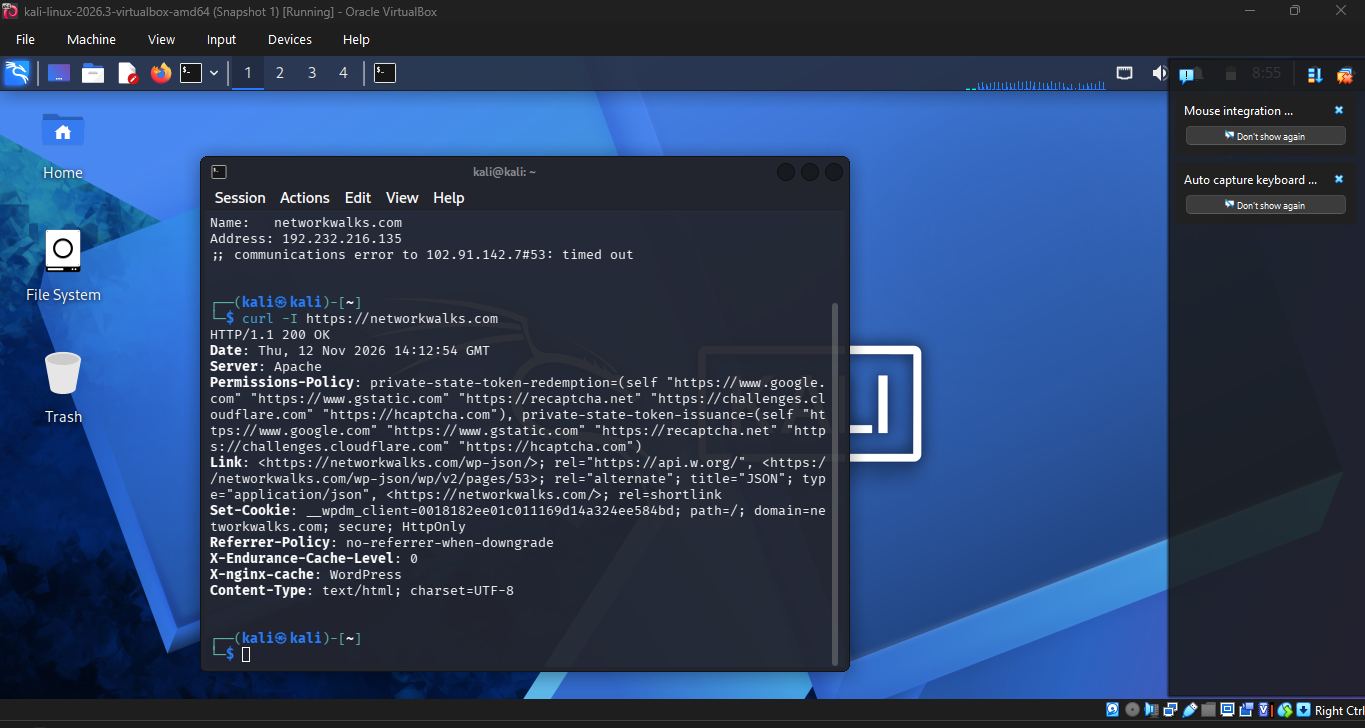 kali-linux-2026.3-virtualbox-amd64 (Snapshot 1) [Running] - Oracle VirtualBox
File Machine View Input Devices Help
1 2 3 4
8:55
Mouse integration ...
Don't show again
Auto capture keyboard ...
Don't show again
Home
File System
Trash
kali@kali: ~
Session Actions Edit View Help
Name:   networkwalks.com
Address: 192.232.216.135
;; communications error to 102.91.142.7#53: timed out
┌──(kali㉿kali)-[~]
└─$ curl -I https://networkwalks.com
HTTP/1.1 200 OK
Date: Thu, 12 Nov 2026 14:12:54 GMT
Server: Apache
Permissions-Policy: private-state-token-redemption=(self "https://www.google.
com" "https://www.gstatic.com" "https://recaptcha.net" "https://challenges.cl
oudflare.com" "https://hcaptcha.com"), private-state-token-issuance=(self "ht
tps://www.google.com" "https://www.gstatic.com" "https://recaptcha.net" "http
s://challenges.cloudflare.com" "https://hcaptcha.com")
Link: <https://networkwalks.com/wp-json/>; rel="https://api.w.org/", <https:/
/networkwalks.com/wp-json/wp/v2/pages/53>; rel="alternate"; title="JSON"; typ
e="application/json", <https://networkwalks.com/>; rel=shortlink
Set-Cookie: __wpdm_client=0018182ee01c011169d14a324ee584bd; path=/; domain=ne
tworkwalks.com; secure; HttpOnly
Referrer-Policy: no-referrer-when-downgrade
X-Endurance-Cache-Level: 0
X-nginx-cache: WordPress
Content-Type: text/html; charset=UTF-8
┌──(kali㉿kali)-[~]
└─$
LI
Right Ctrl